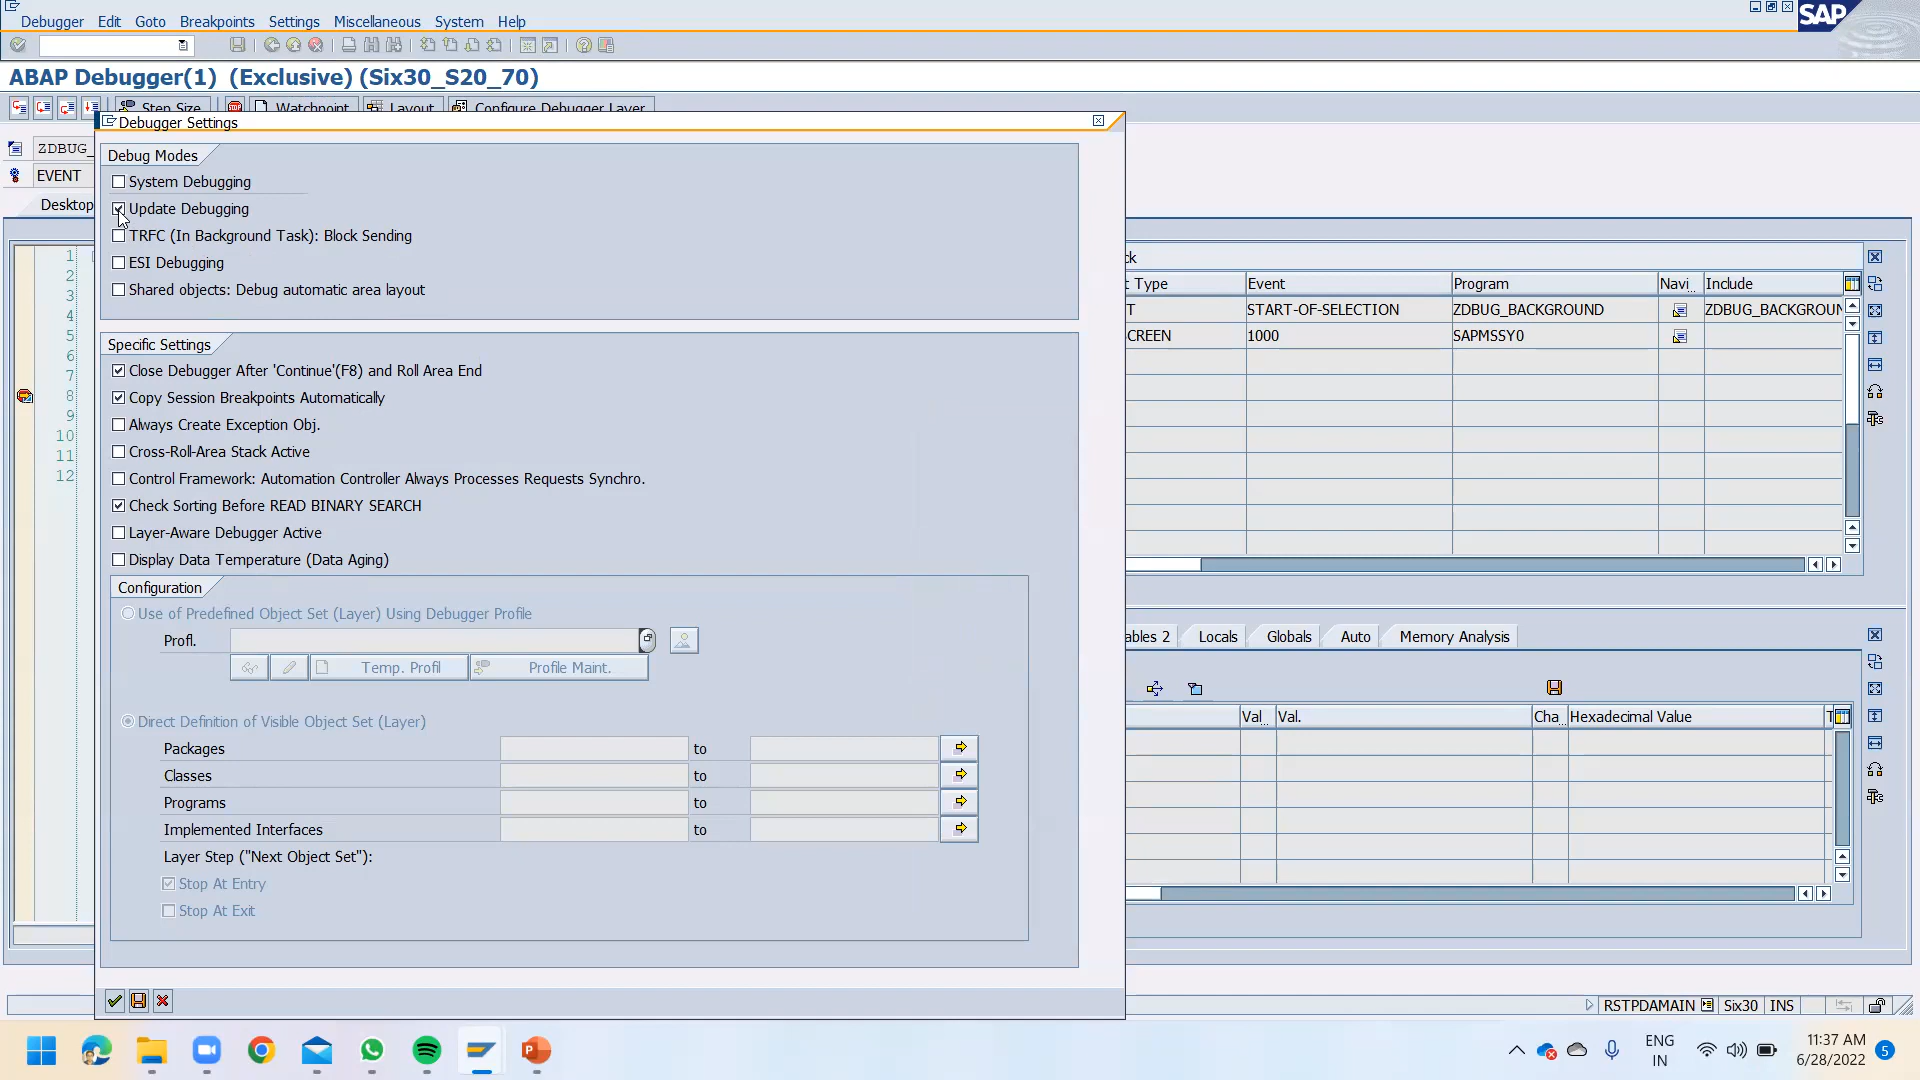 Debugger Edit Goto Breakpoints Settings Miscellaneous System Help
SAP
ABAP Debugger(1) (Exclusive) (Six30_S20_70)
Step Size Watchpoint Layout Configure Debugger Layer
Debugger Settings
ZDBUG_
EVENT
Desktop
Debug Modes
System Debugging
Update Debugging
TRFC (In Background Task): Block Sending
ESI Debugging
Shared objects: Debug automatic area layout
Specific Settings
Close Debugger After 'Continue'(F8) and Roll Area End
Copy Session Breakpoints Automatically
Always Create Exception Obj.
Cross-Roll-Area Stack Active
Control Framework: Automation Controller Always Processes Requests Synchro.
Check Sorting Before READ BINARY SEARCH
Layer-Aware Debugger Active
Display Data Temperature (Data Aging)
Configuration
Use of Predefined Object Set (Layer) Using Debugger Profile
Profl.
Temp. Profil Profile Maint.
Direct Definition of Visible Object Set (Layer)
Packages to
Classes to
Programs to
Implemented Interfaces to
Layer Step ("Next Object Set"):
Stop At Entry
Stop At Exit
1
2
3
4
5
6
7
8
9
10
11
12
ck
t Type Event Program Navi.. Include
T START-OF-SELECTION ZDBUG_BACKGROUND ZDBUG_BACKGROUN
CREEN 1000 SAPMSSY0
ables 2 Locals Globals Auto Memory Analysis
Val... Val. Cha... Hexadecimal Value T
RSTPDAMAIN Six30 INS
ENG
IN
11:37 AM
6/28/2022
5